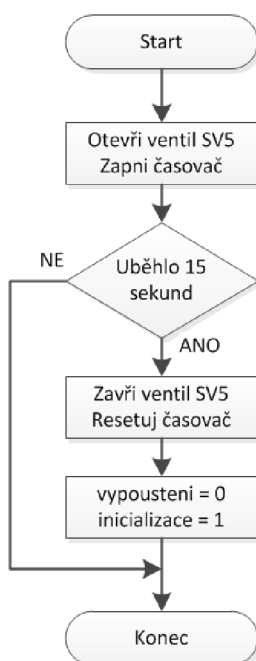 Start
Otevři ventil SV5
Zapni časovač
NE
Uběhlo 15
sekund
ANO
Zavři ventil SV5
Resetuj časovač
vypousteni = 0
inicializace = 1
Konec